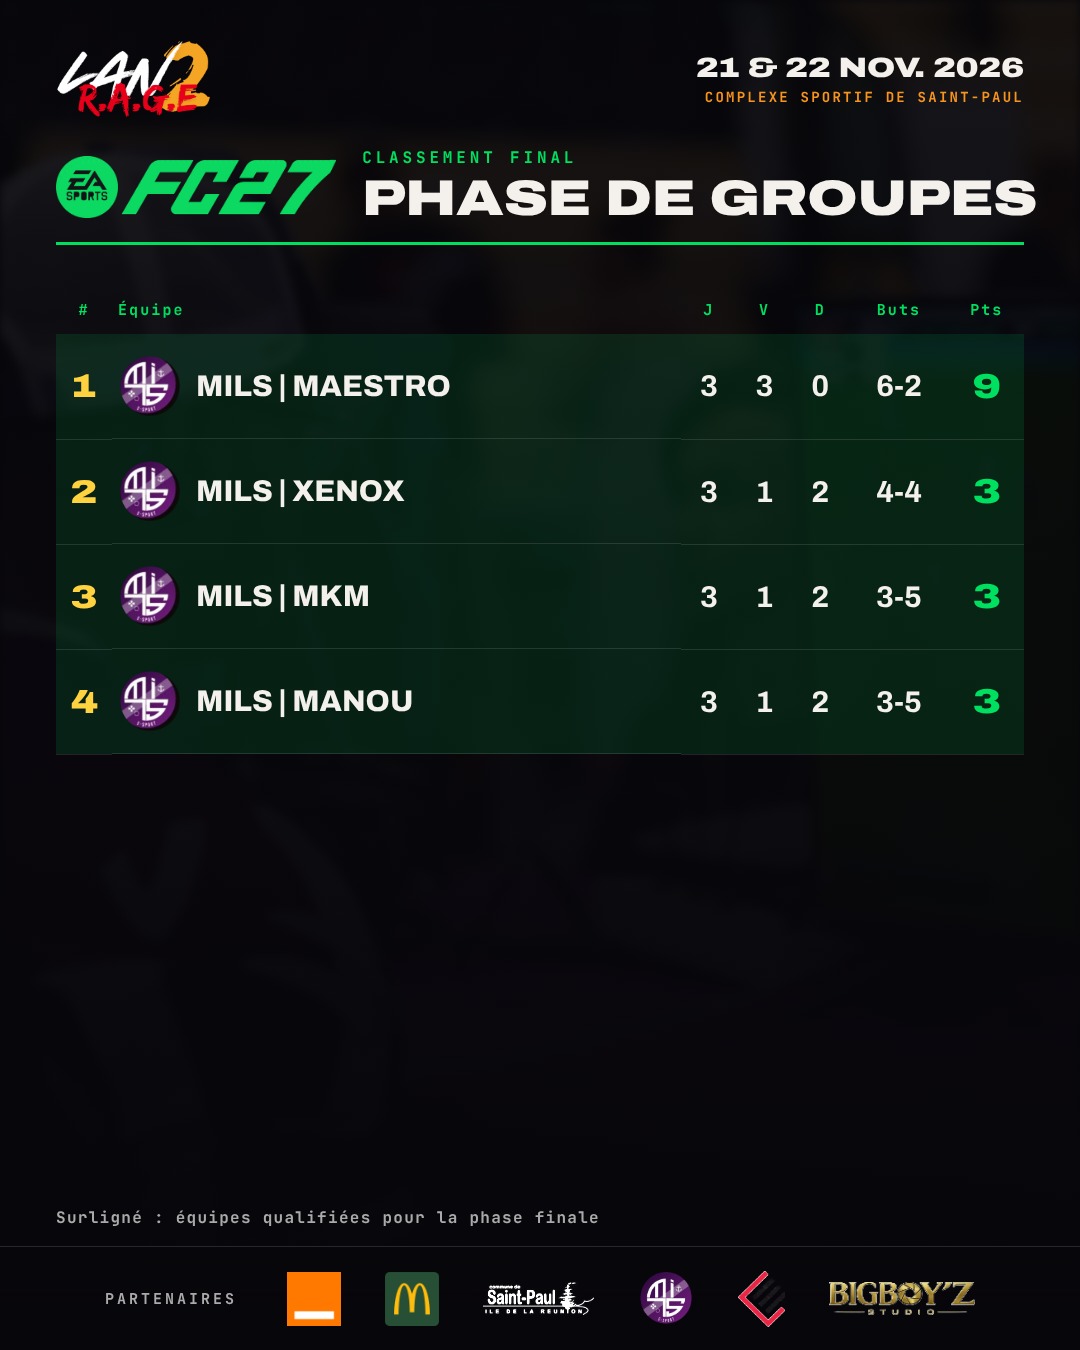 LAN2
R.A.G.E
21 & 22 NOV. 2026
COMPLEXE SPORTIF DE SAINT-PAUL
EA SPORTS FC27
CLASSEMENT FINAL
PHASE DE GROUPES
# Équipe J V D Buts Pts
1 MILS | MAESTRO 3 3 0 6-2 9
2 MILS | XENOX 3 1 2 4-4 3
3 MILS | MKM 3 1 2 3-5 3
4 MILS | MANOU 3 1 2 3-5 3
Surligné : équipes qualifiées pour la phase finale
PARTENAIRES
commune de
Saint-Paul
ILE DE LA REUNION
BIGBOY'Z
STUDIO